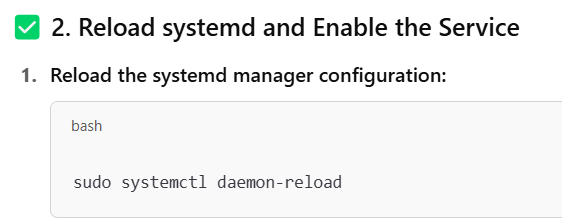 ✅ 2. Reload systemd and Enable the Service
1. Reload the systemd manager configuration:
bash
sudo systemctl daemon-reload